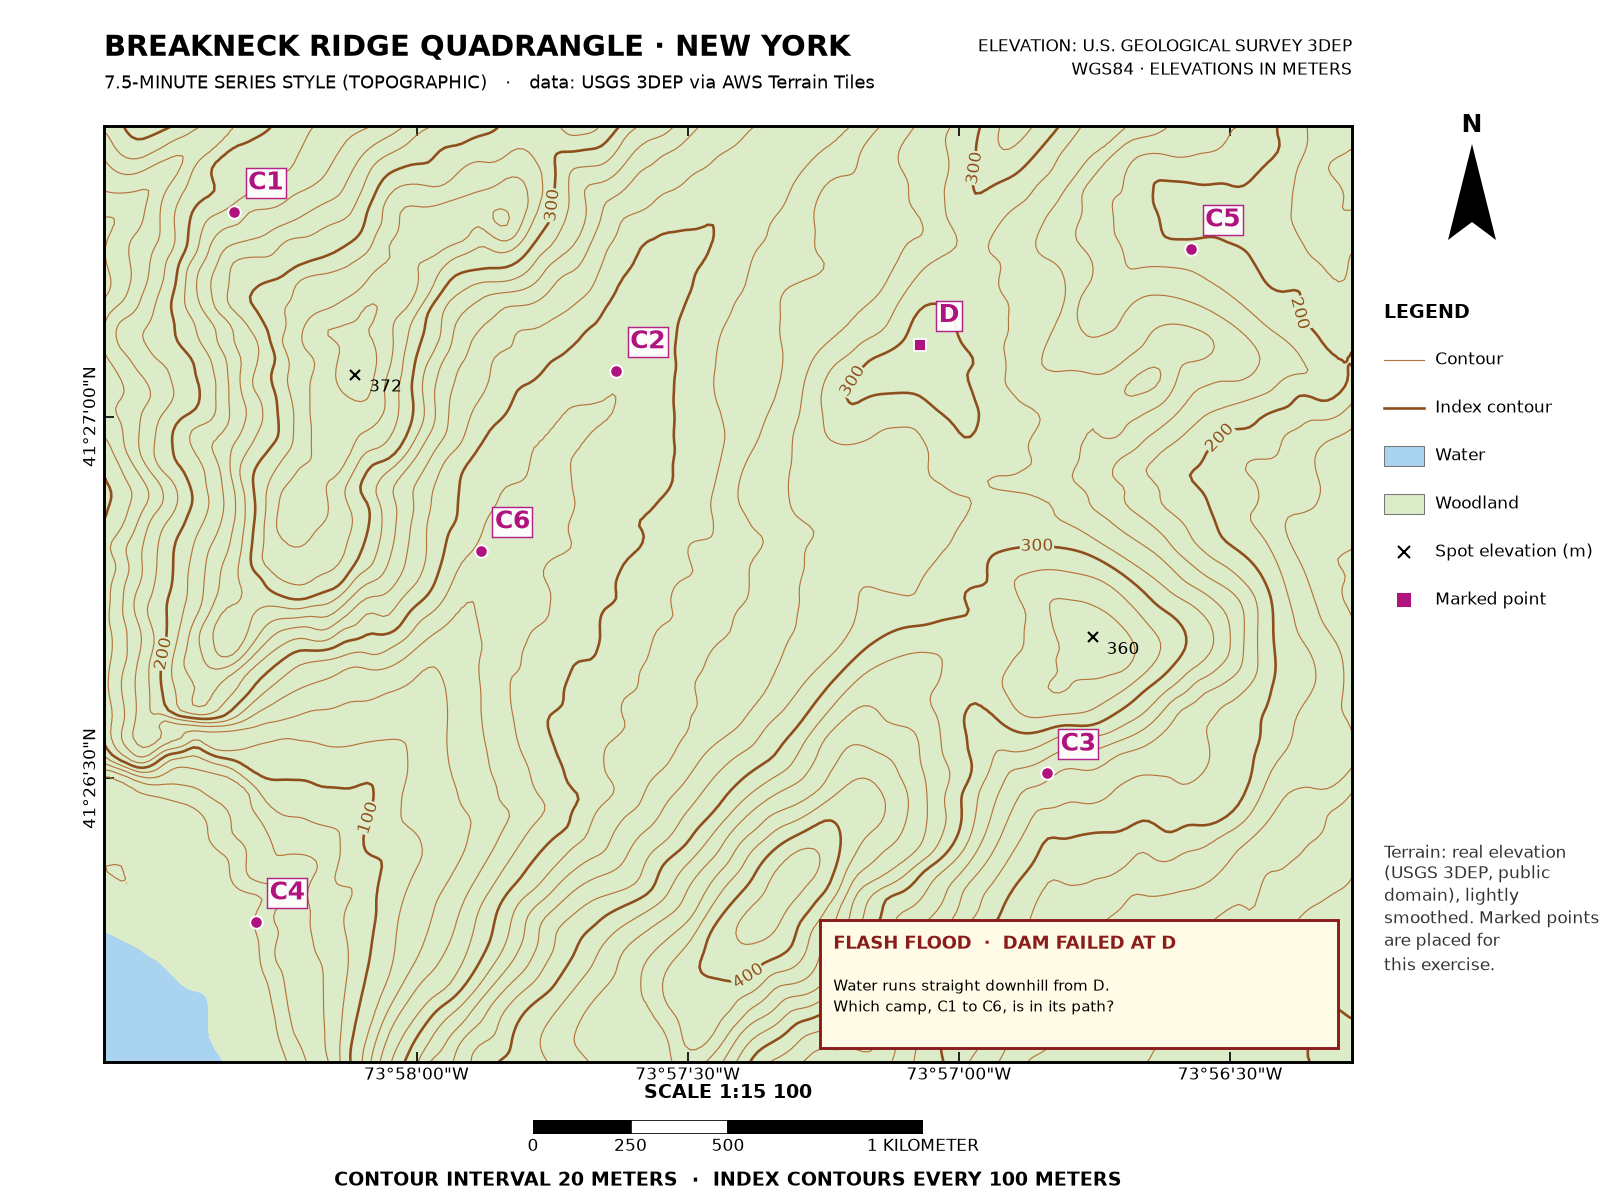 BREAKNECK RIDGE QUADRANGLE · NEW YORK
7.5-MINUTE SERIES STYLE (TOPOGRAPHIC) · data: USGS 3DEP via AWS Terrain Tiles
ELEVATION: U.S. GEOLOGICAL SURVEY 3DEP
WGS84 · ELEVATIONS IN METERS
N
C1
300
300
C5
200
D
C2
300
372
41°27'00"N
200
C6
300
200
360
C3
41°26'30"N
100
C4
400
FLASH FLOOD · DAM FAILED AT D
Water runs straight downhill from D.
Which camp, C1 to C6, is in its path?
LEGEND
Contour
Index contour
Water
Woodland
Spot elevation (m)
Marked point
Terrain: real elevation
(USGS 3DEP, public
domain), lightly
smoothed. Marked points
are placed for
this exercise.
73°58'00"W
73°57'30"W
73°57'00"W
73°56'30"W
SCALE 1:15 100
0 250 500 1 KILOMETER
CONTOUR INTERVAL 20 METERS · INDEX CONTOURS EVERY 100 METERS